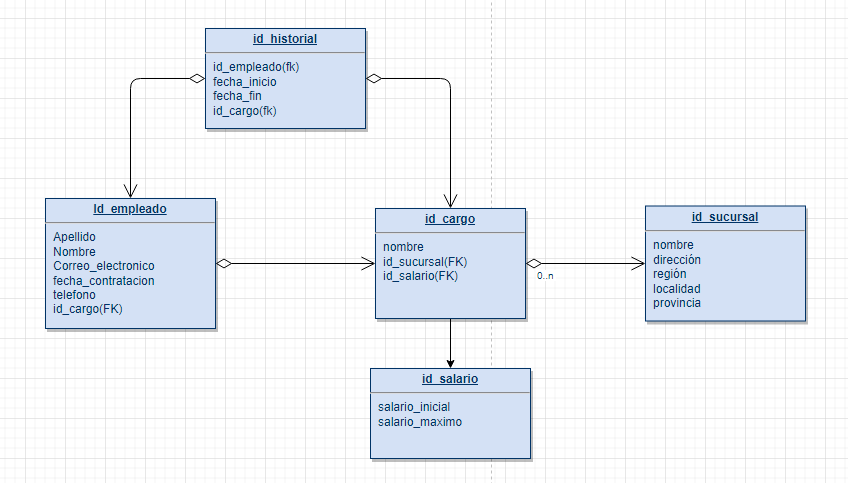 id_historial
id_empleado(fk)
fecha_inicio
fecha_fin
id_cargo(fk)
Id_empleado
Apellido
Nombre
Correo_electronico
fecha_contratacion
telefono
id_cargo(FK)
id_cargo
nombre
id_sucursal(FK)
id_salario(FK)
0..n
id_sucursal
nombre
dirección
región
localidad
provincia
id_salario
salario_inicial
salario_maximo